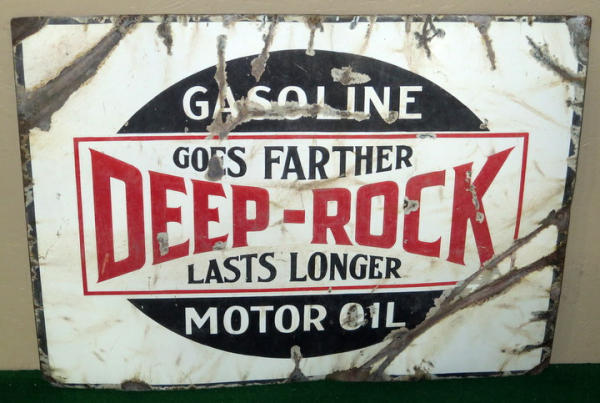 GASOLINE
GOES FARTHER
DEEP-ROCK
LASTS LONGER
MOTOR OIL